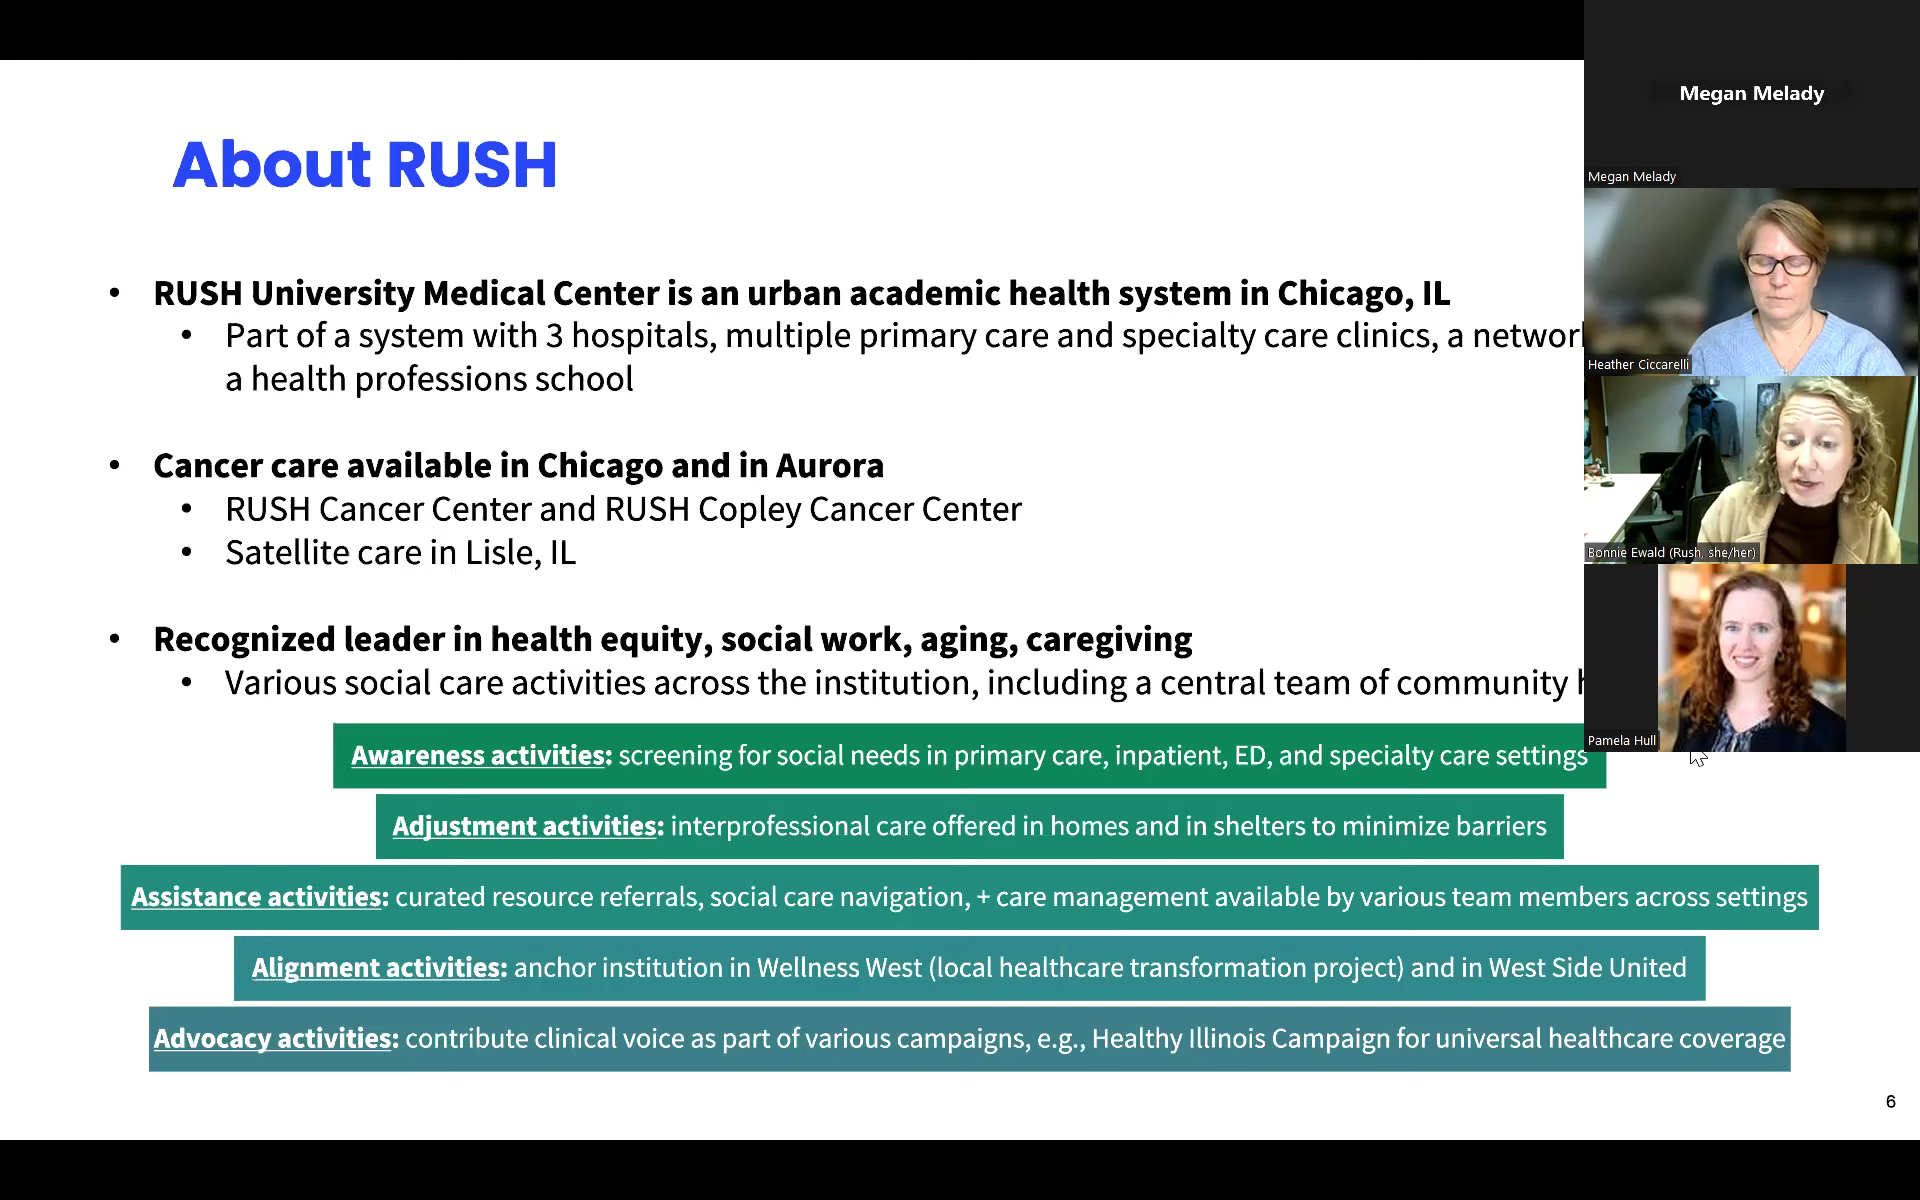 Megan Melady
Megan Melady
About RUSH
• RUSH University Medical Center is an urban academic health system in Chicago, IL
• Part of a system with 3 hospitals, multiple primary care and specialty care clinics, a
a health professions school
Heather Ciccarelli
• Cancer care available in Chicago and in Aurora
• RUSH Cancer Center and RUSH Copley Cancer Center
• Satellite care in Lisle, IL
Bonnie Ewald (Rush, she/her)
• Recognized leader in health equity, social work, aging, caregiving
• Various social care activities across the institution, including a central team of community
Pamela Hull
Awareness activities: screening for social needs in primary care, inpatient, ED, and specialty care settings
Adjustment activities: interprofessional care offered in homes and in shelters to minimize barriers
Assistance activities: curated resource referrals, social care navigation, + care management available by various team members across settings
Alignment activities: anchor institution in Wellness West (local healthcare transformation project) and in West Side United
Advocacy activities: contribute clinical voice as part of various campaigns, e.g., Healthy Illinois Campaign for universal healthcare coverage
6